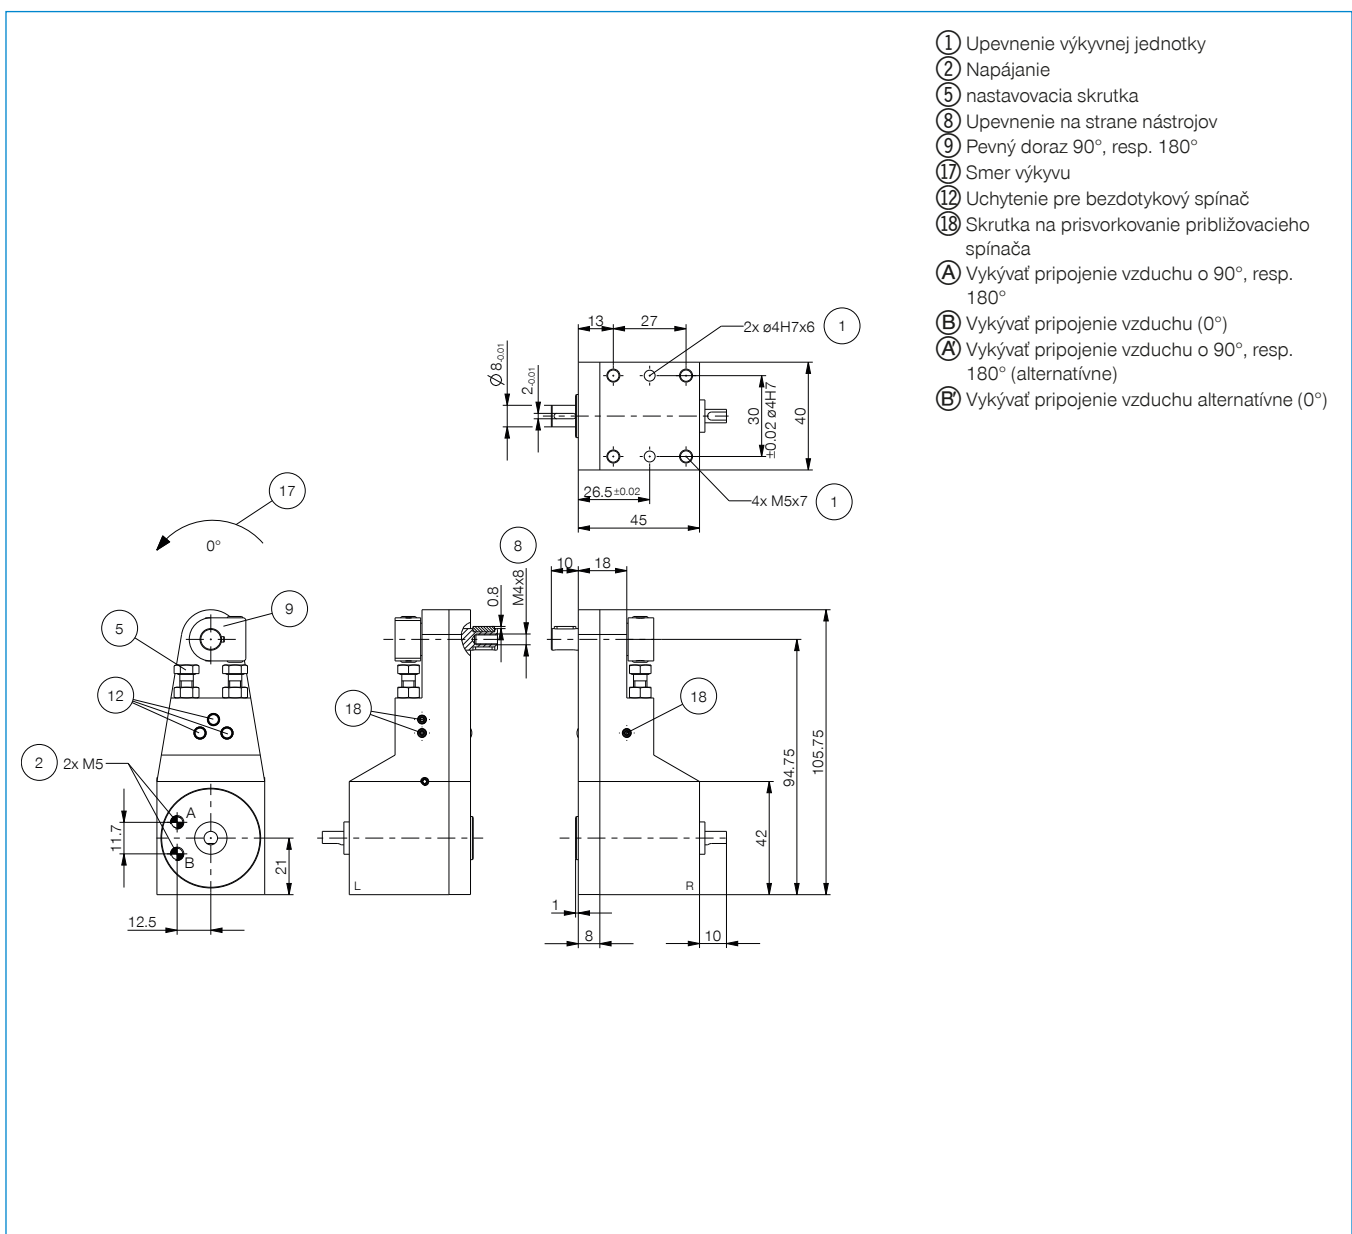 ① Upevnenie výkyvnej jednotky
② Napájanie
⑤ nastavovacia skrutka
⑧ Upevnenie na strane nástrojov
⑨ Pevný doraz 90°, resp. 180°
⑰ Smer výkyvu
⑫ Uchytenie pre bezdotykový spínač
⑱ Skrutka na prisvorkovanie približovacieho
spínača
Ⓐ Vykývať pripojenie vzduchu o 90°, resp.
180°
Ⓑ Vykývať pripojenie vzduchu (0°)
A' Vykývať pripojenie vzduchu o 90°, resp.
180° (alternatívne)
B' Vykývať pripojenie vzduchu alternatívne (0°)
13
27
2x ø4H7x6
1
Ø8-0.01
2-0.01
30
±0.02 ø4H7
40
26.5±0.02
4x M5x7
1
45
17
0°
8
10
18
0.8
M4x8
9
5
12
18
18
2
2x M5
A
B
11.7
21
12.5
L
R
94.75
105.75
42
1
8
10